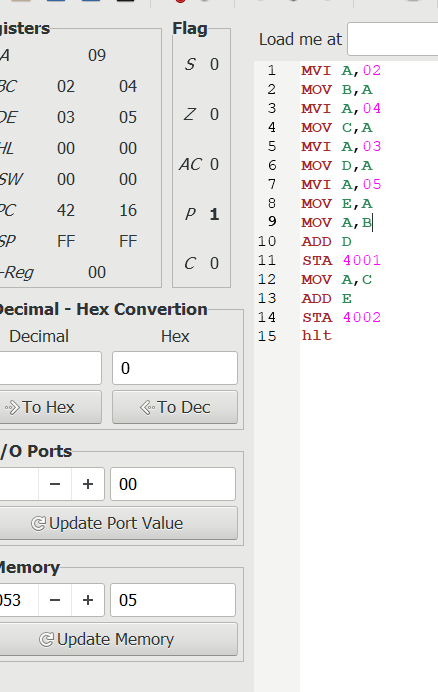 isters
A 09
BC 02 04
DE 03 05
HL 00 00
SW 00 00
PC 42 16
SP FF FF
-Reg 00
Flag
S 0
Z 0
AC 0
P 1
C 0
Decimal - Hex Convertion
Decimal Hex
0
To Hex To Dec
/O Ports
− + 00
Update Port Value
Memory
053 − + 05
Update Memory
Load me at
1 MVI A,02
2 MOV B,A
3 MVI A,04
4 MOV C,A
5 MVI A,03
6 MOV D,A
7 MVI A,05
8 MOV E,A
9 MOV A,B
10 ADD D
11 STA 4001
12 MOV A,C
13 ADD E
14 STA 4002
15 hlt